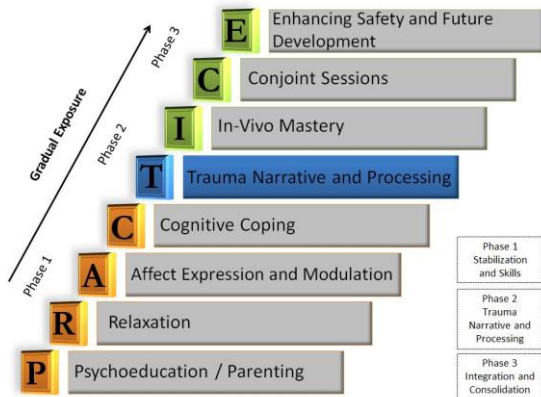 E Enhancing Safety and Future
Development
C Conjoint Sessions
I In-Vivo Mastery
T Trauma Narrative and Processing
C Cognitive Coping
A Affect Expression and Modulation
R Relaxation
P Psychoeducation / Parenting
Gradual Exposure
Phase 3
Phase 2
Phase 1
Phase 1
Stabilization
and Skills
Phase 2
Trauma
Narrative and
Processing
Phase 3
Integration and
Consolidation